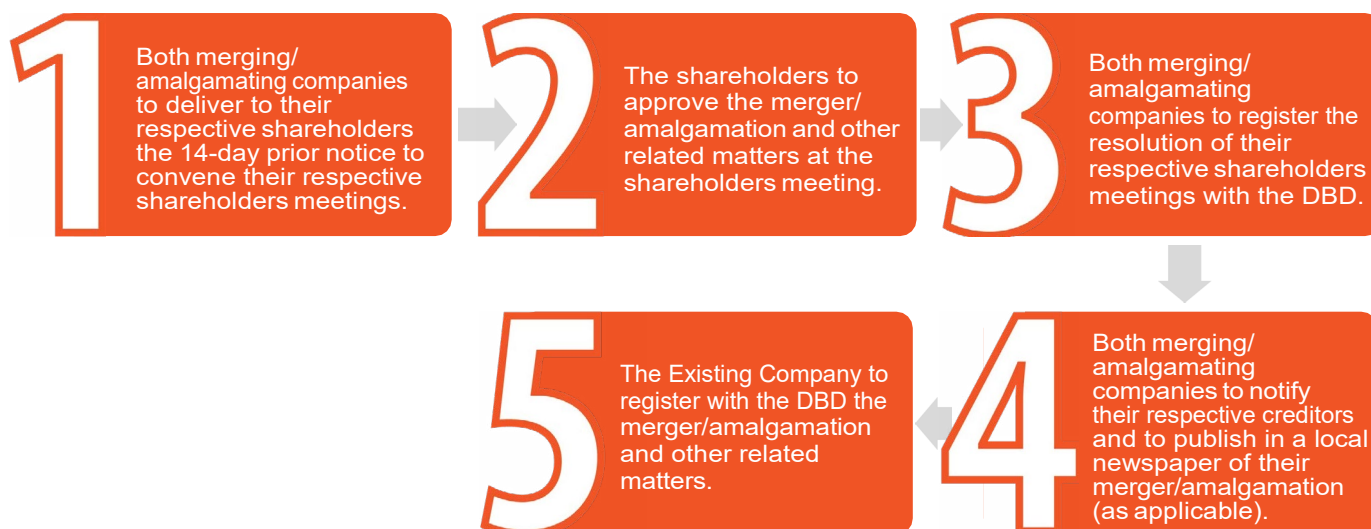 1
Both merging/
amalgamating companies
to deliver to their
respective shareholders
the 14-day prior notice to
convene their respective
shareholders meetings.
2
The shareholders to
approve the merger/
amalgamation and other
related matters at the
shareholders meeting.
3
Both merging/
amalgamating
companies to register the
resolution of their
respective shareholders
meetings with the DBD.
4
Both merging/
amalgamating
companies to notify
their respective creditors
and to publish in a local
newspaper of their
merger/amalgamation
(as applicable).
5
The Existing Company to
register with the DBD the
merger/amalgamation
and other related
matters.